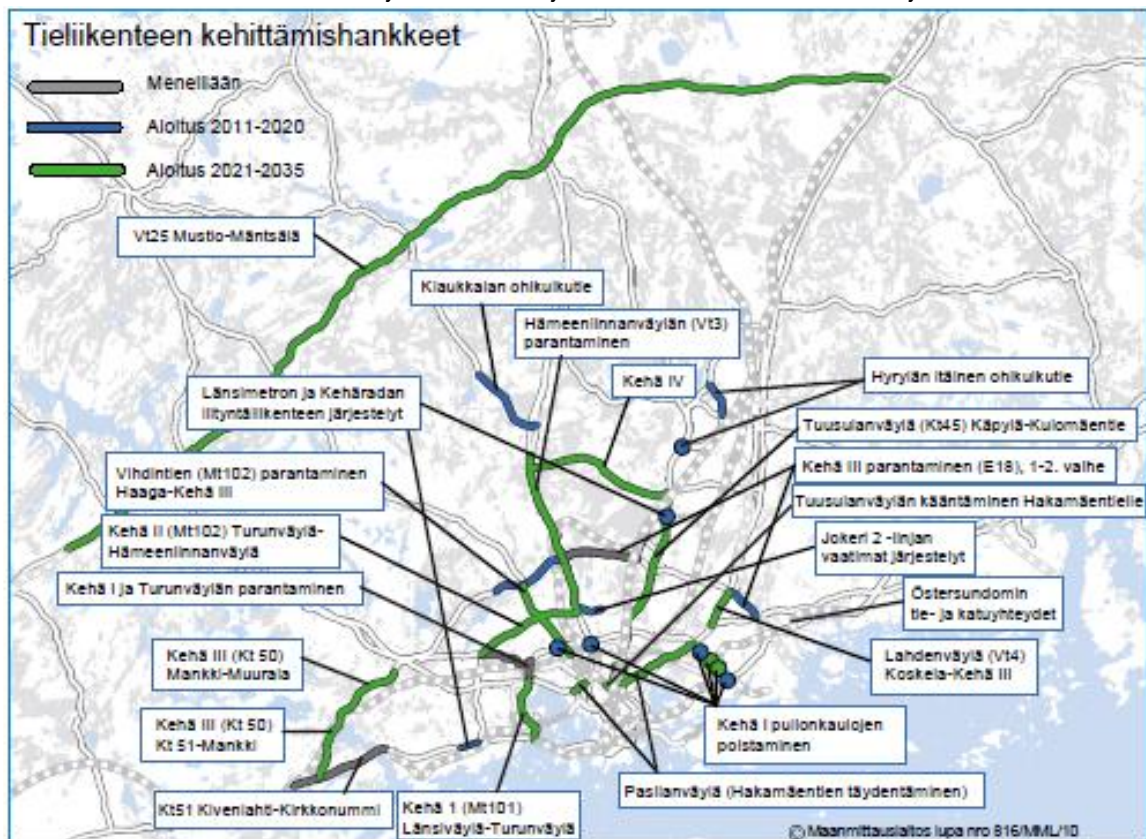 Tieliikenteen kehittämishankkeet
Menellään
Aloitus 2011-2020
Aloitus 2021-2035
Vt25 Mustio-Mäntsälä
Klaukkalan ohikulkutie
Hämeenlinnanväylän (Vt3)
parantaminen
Kehä IV
Hyrylän itäinen ohikulkutie
Länsimetron ja Kehäradan
liityntäliikenteen järjestelyt
Tuusulanväylä (Kt45) Käpylä-Kulomäentie
Vihdintien (Mt102) parantaminen
Haaga-Kehä III
Kehä III parantaminen (E18), 1-2. vaihe
Tuusulanväylän kääntäminen Hakamäentielle
Kehä II (Mt102) Turunväylä-
Hämeenlinnanväylä
Jokeri 2 -linjan
vaatimat järjestelyt
Kehä I ja Turunväylän parantaminen
Östersundomin
tie- ja katuyhteydet
Kehä III (Kt 50)
Mankki-Muurala
Lahdenväylä (Vt4)
Koskela-Kehä III
Kehä III (Kt 50)
Kt 51-Mankki
Kehä I pullonkaulojen
poistaminen
Kt51 Kivenlahti-Kirkkonummi
Kehä 1 (Mt101)
Länsiväylä-Turunväylä
Pasilanväylä (Hakamäentien täydentäminen)
© Maanmittauslaitos lupa nro 816/MML/10